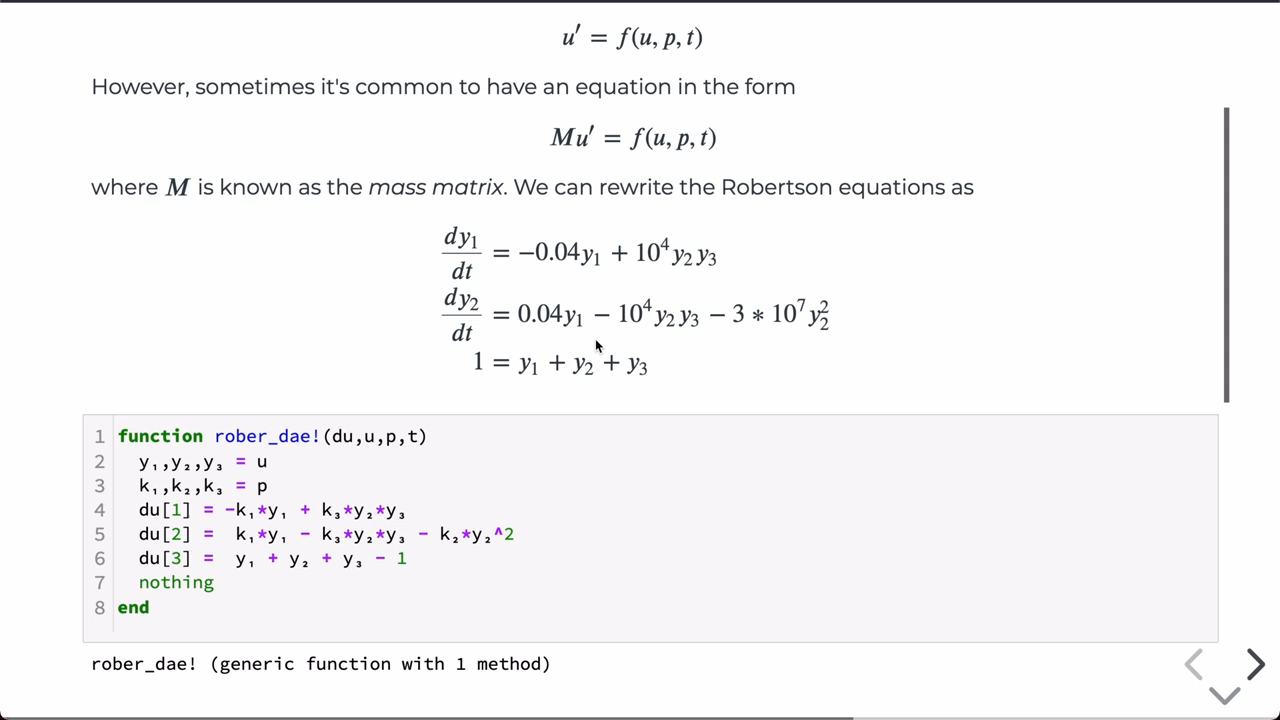 u′ = f(u, p, t)
However, sometimes it's common to have an equation in the form
Mu′ = f(u, p, t)
where M is known as the mass matrix. We can rewrite the Robertson equations as
dy₁/dt = −0.04y₁ + 10⁴y₂y₃
dy₂/dt = 0.04y₁ − 10⁴y₂y₃ − 3 * 10⁷y₂²
1 = y₁ + y₂ + y₃
1 function rober_dae!(du,u,p,t)
2 y₁,y₂,y₃ = u
3 k₁,k₂,k₃ = p
4 du[1] = -k₁*y₁ + k₃*y₂*y₃
5 du[2] = k₁*y₁ - k₃*y₂*y₃ - k₂*y₂^2
6 du[3] = y₁ + y₂ + y₃ - 1
7 nothing
8 end
rober_dae! (generic function with 1 method)